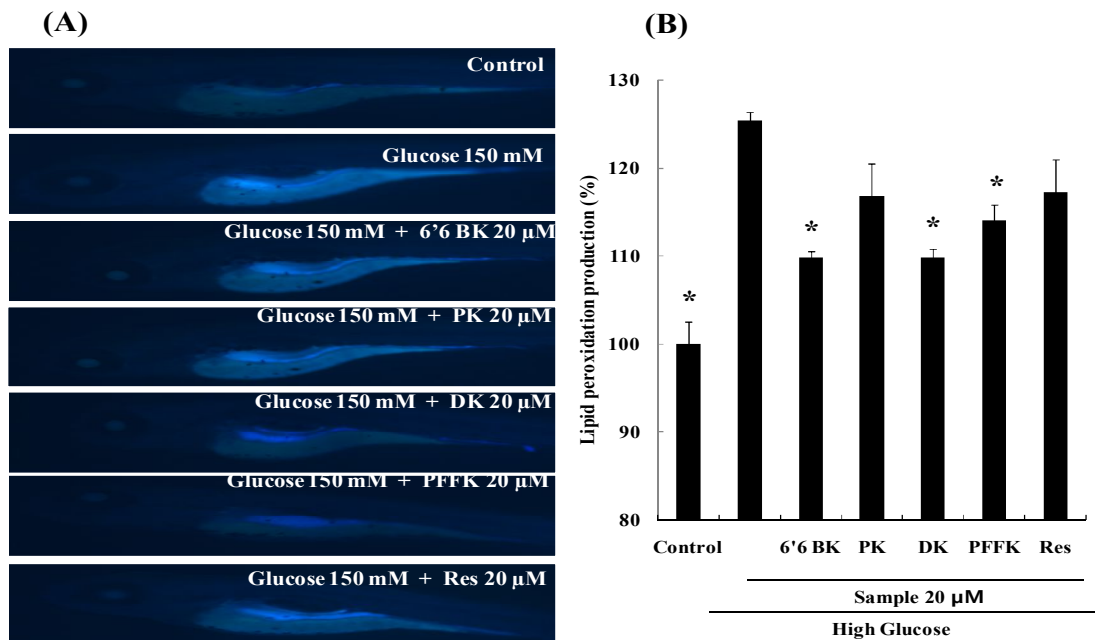 (A)
Control
Glucose 150 mM
Glucose 150 mM + 6'6 BK 20 μM
Glucose 150 mM + PK 20 μM
Glucose 150 mM + DK 20 μM
Glucose 150 mM + PFFK 20 μM
Glucose 150 mM + Res 20 μM
(B)
Lipid peroxidation production (%)
130
120
110
100
90
80
* * * *
Control 6'6 BK PK DK PFFK Res
Sample 20 μM
High Glucose